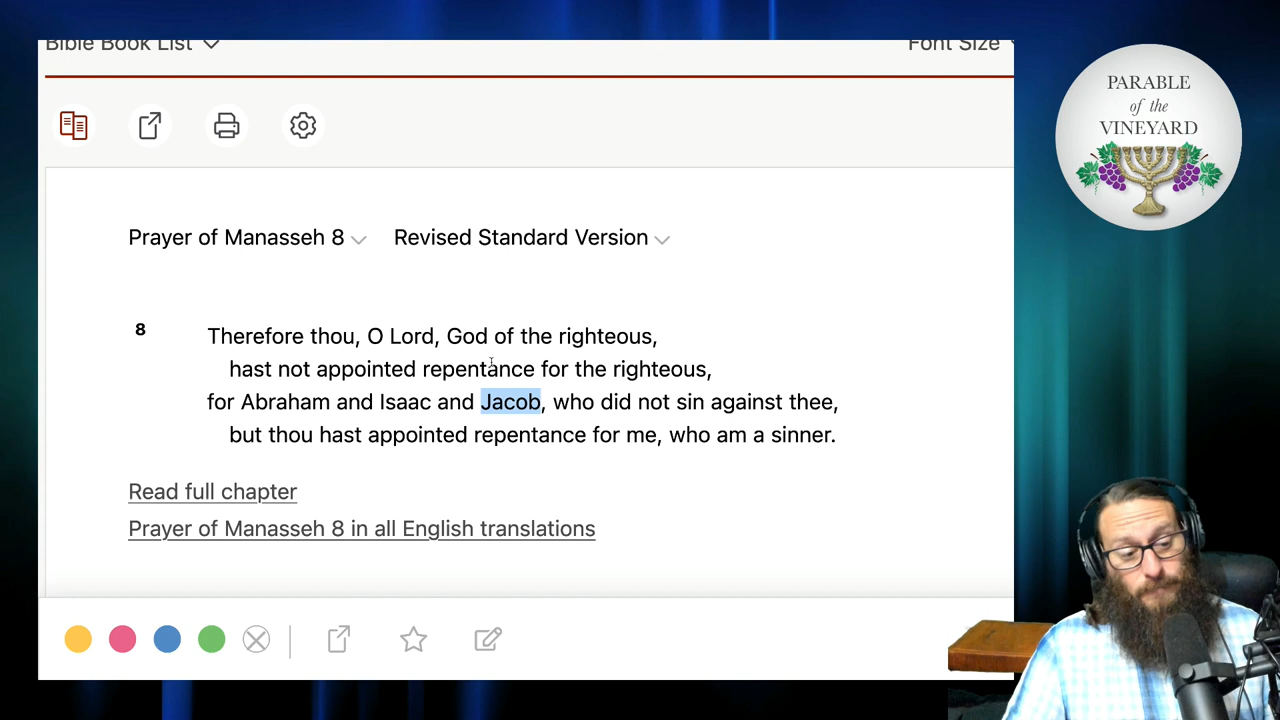 Bible Book List
Font Size
PARABLE
of the
VINEYARD
Prayer of Manasseh 8
Revised Standard Version
8
Therefore thou, O Lord, God of the righteous,
hast not appointed repentance for the righteous,
for Abraham and Isaac and Jacob, who did not sin against thee,
but thou hast appointed repentance for me, who am a sinner.
Read full chapter
Prayer of Manasseh 8 in all English translations